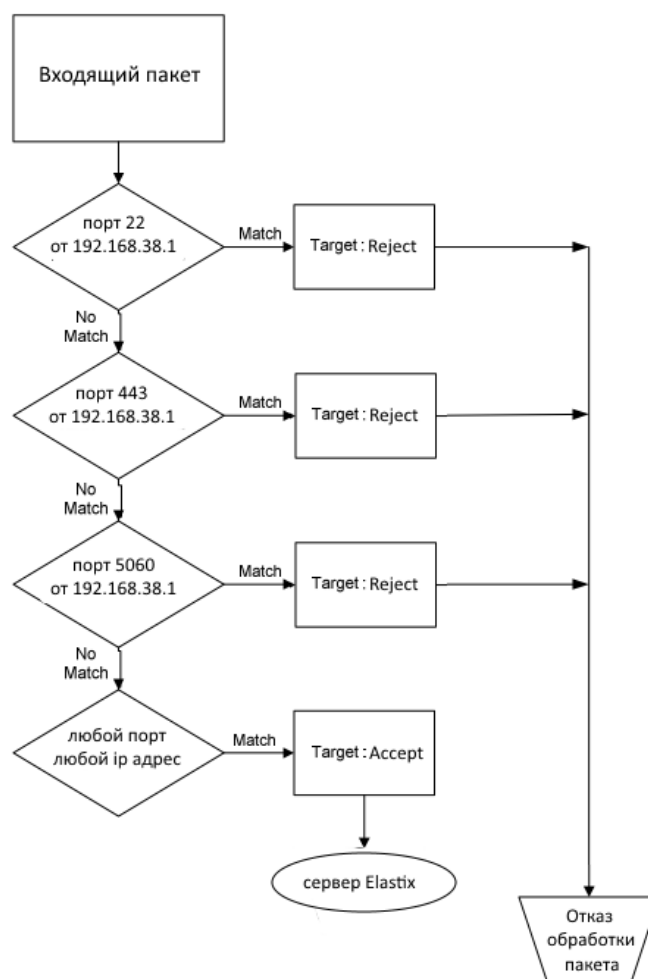 Входящий пакет
порт 22
от 192.168.38.1
Match
Target: Reject
No
Match
порт 443
от 192.168.38.1
Match
Target: Reject
No
Match
порт 5060
от 192.168.38.1
Match
Target: Reject
No
Match
любой порт
любой ip адрес
Match
Target: Accept
сервер Elastix
Отказ
обработки
пакета